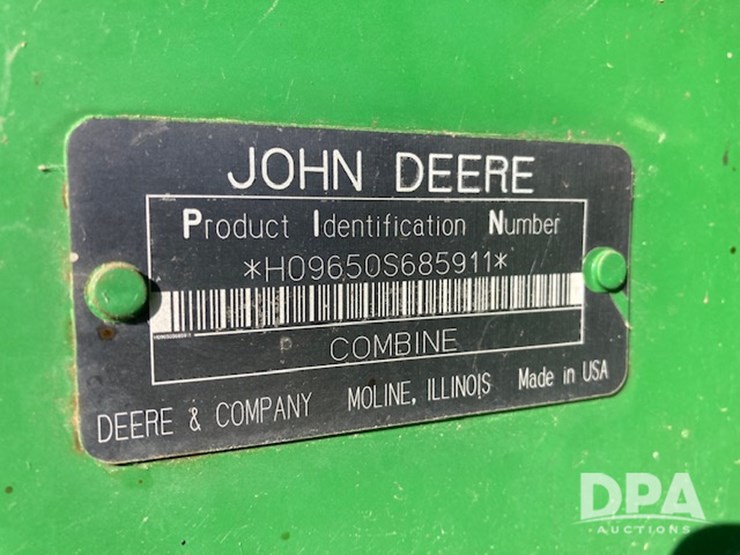 JOHN DEERE
Product Identification Number
*H09650S685911*
COMBINE
DEERE & COMPANY MOLINE, ILLINOIS Made in USA
DPA
AUCTIONS